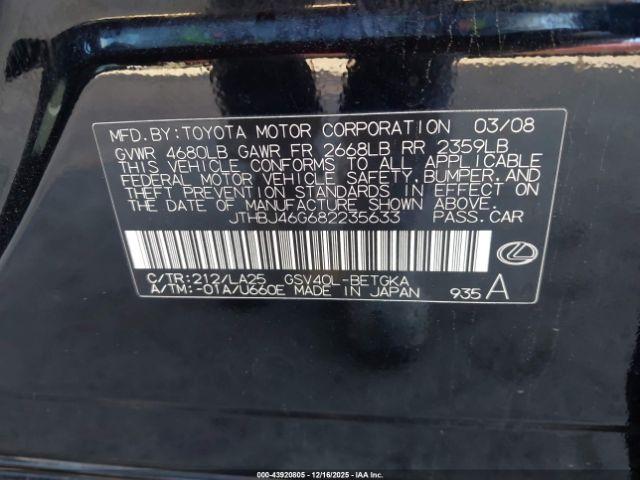 MFD.BY:TOYOTA MOTOR CORPORATION 03/08
GVWR 4680LB GAWR FR 2668LB RR 2359LB
THIS VEHICLE CONFORMS TO ALL APPLICABLE
FEDERAL MOTOR VEHICLE SAFETY,BUMPER,AND
THEFT PREVENTION STANDARDS IN EFFECT ON
THE DATE OF MANUFACTURE SHOWN ABOVE.
JTHBJ46G682235633 PASS.CAR
C/TR:212/LA25 GSV40L-BETGKA
A/TM:-01A/U660E MADE IN JAPAN 935 A
00-43920805 - 12/16/2025 - IAAI.COM